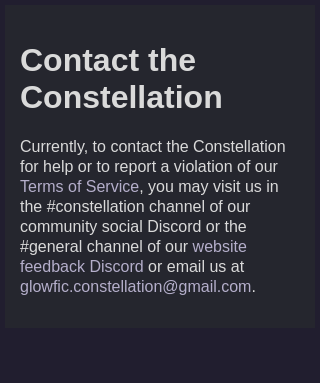 Contact the
Constellation
Currently, to contact the Constellation
for help or to report a violation of our
Terms of Service, you may visit us in
the #constellation channel of our
community social Discord or the
#general channel of our website
feedback Discord or email us at
glowfic.constellation@gmail.com.